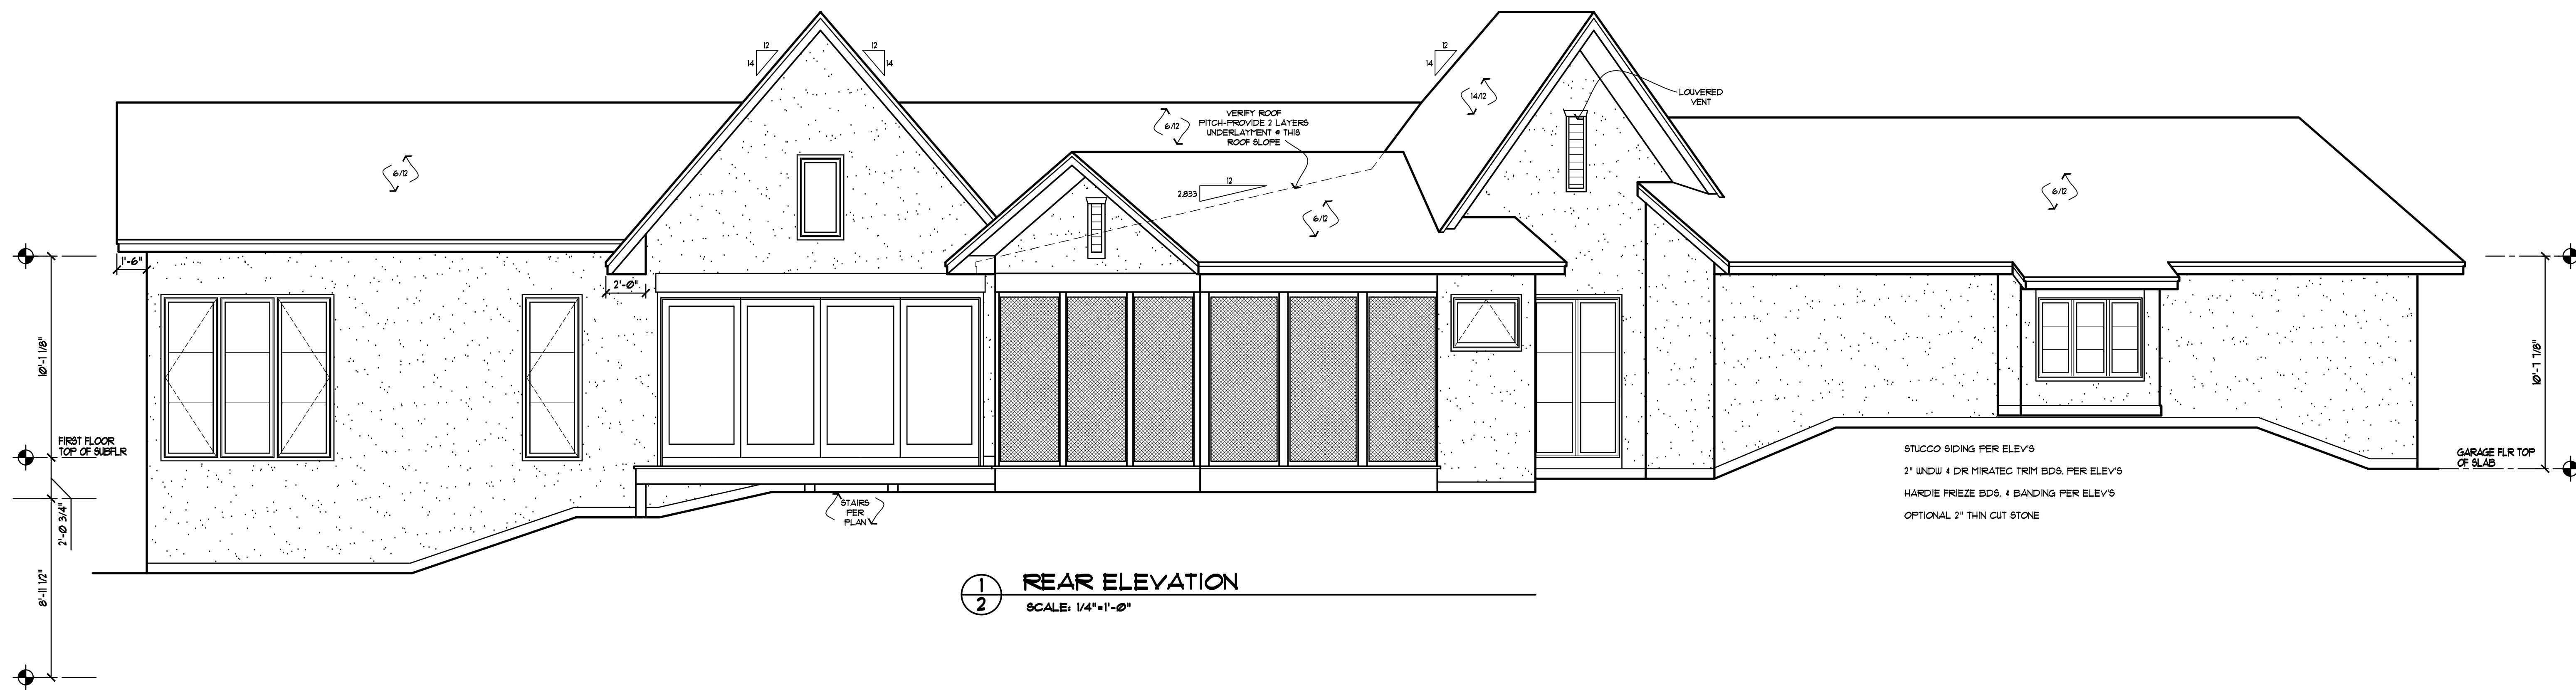 12
14
12
14
12
14
14/12
LOUVERED
VENT
6/12
6/12
VERIFY ROOF
PITCH-PROVIDE 2 LAYERS
UNDERLAYMENT @ THIS
ROOF SLOPE
12
2.833
6/12
6/12
1'-6"
2'-0"
10'-1 1/8"
10'-7 7/8"
FIRST FLOOR
TOP OF SUBFLR
2'-0 3/4"
8'-11 1/2"
STAIRS
PER
PLAN
STUCCO SIDING PER ELEV'S
2" WNDW & DR MIRATEC TRIM BDS. PER ELEV'S
HARDIE FRIEZE BDS. & BANDING PER ELEV'S
OPTIONAL 2" THIN CUT STONE
GARAGE FLR TOP
OF SLAB
1
2
REAR ELEVATION
SCALE: 1/4"=1'-0"